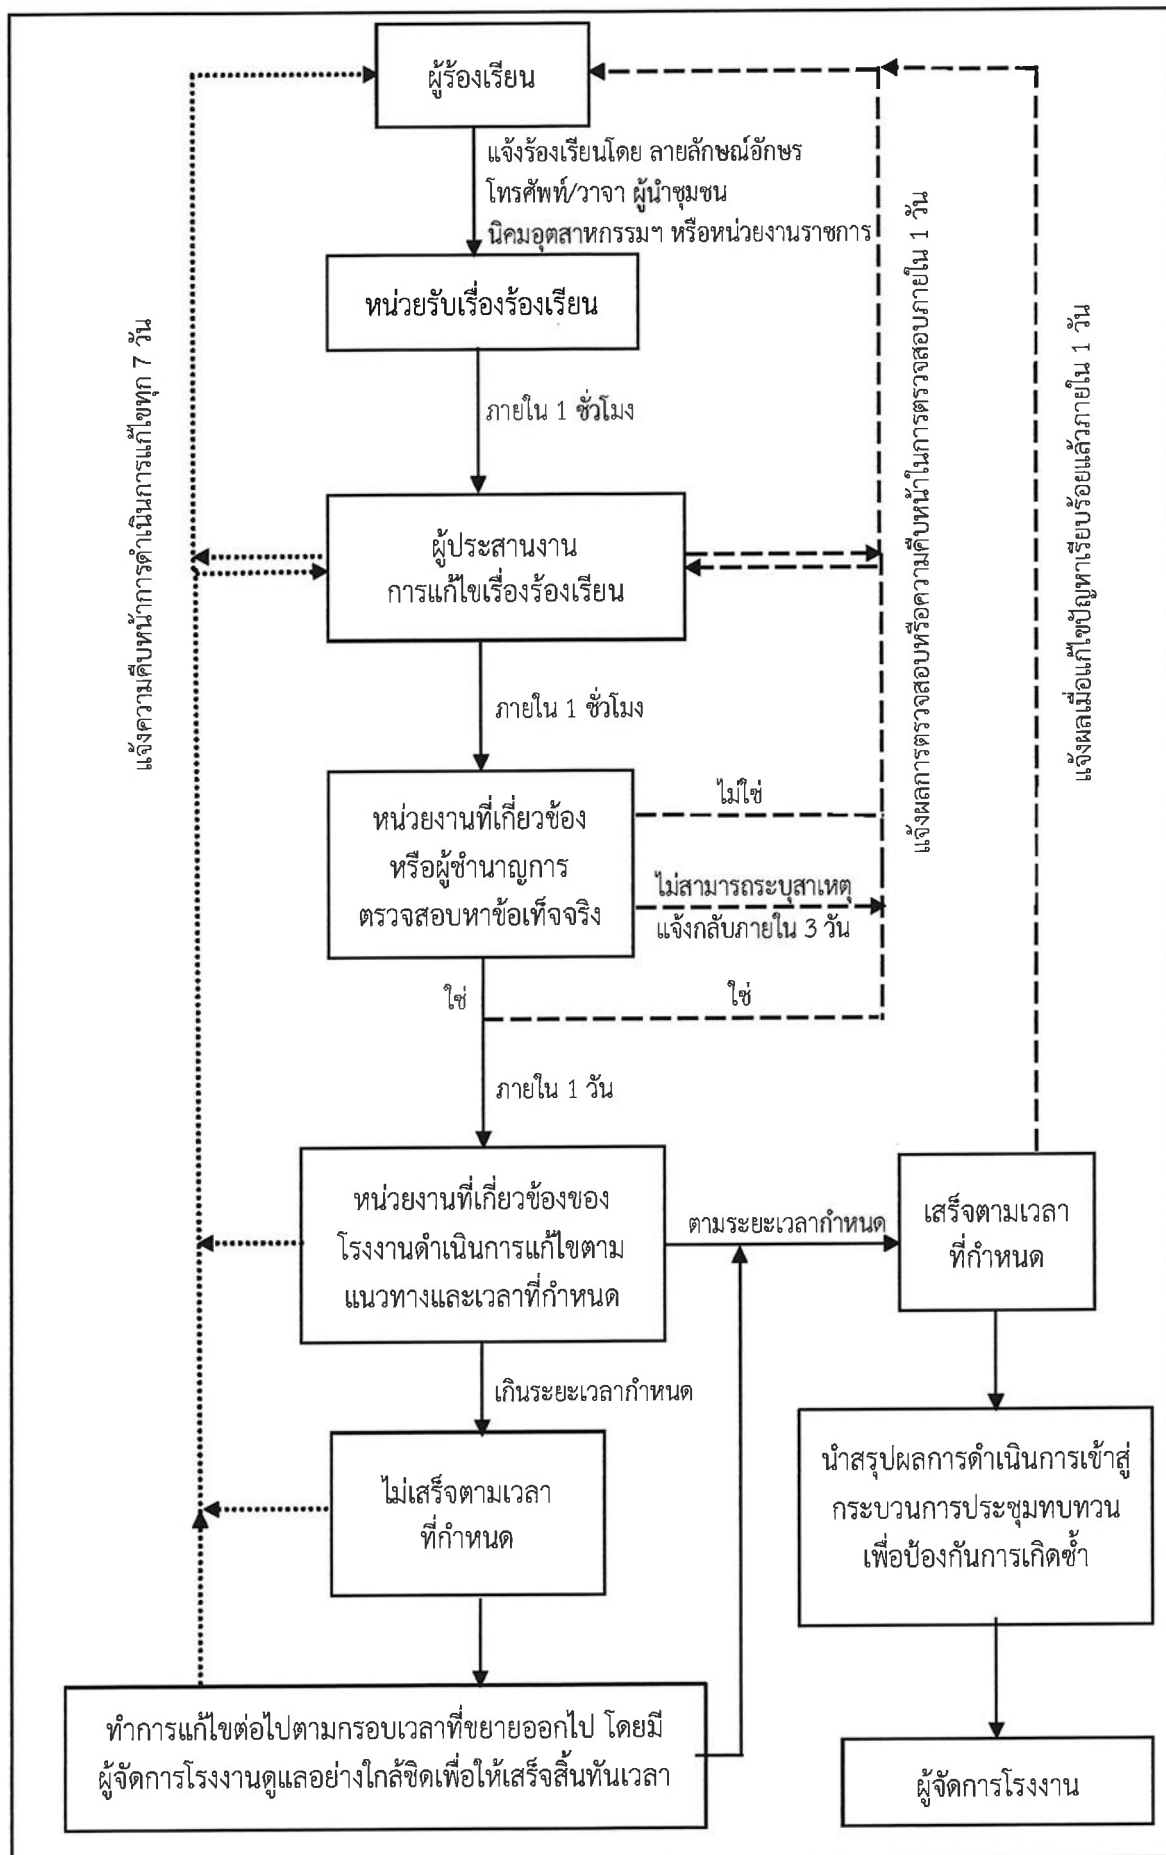 ผู้ร้องเรียน
แจ้งร้องเรียนโดย ลายลักษณ์อักษร
โทรศัพท์/วาจา ผู้นำชุมชน
นิคมอุตสาหกรรมฯ หรือหน่วยงานราชการ
หน่วยรับเรื่องร้องเรียน
ภายใน 1 ชั่วโมง
ผู้ประสานงาน
การแก้ไขเรื่องร้องเรียน
ภายใน 1 ชั่วโมง
หน่วยงานที่เกี่ยวข้อง
หรือผู้ชำนาญการ
ตรวจสอบหาข้อเท็จจริง
ไม่ใช่
ไม่สามารถระบุสาเหตุ
แจ้งกลับภายใน 3 วัน
ใช่
ใช่
ภายใน 1 วัน
แจ้งความคืบหน้าการดำเนินการแก้ไขทุก 7 วัน
แจ้งผลการตรวจสอบหรือความคืบหน้าในการตรวจสอบภายใน 1 วัน
แจ้งผลเมื่อแก้ไขปัญหาเรียบร้อยแล้วภายใน 1 วัน
หน่วยงานที่เกี่ยวข้องของ
โรงงานดำเนินการแก้ไขตาม
แนวทางและเวลาที่กำหนด
ตามระยะเวลากำหนด
เสร็จตามเวลา
ที่กำหนด
เกินระยะเวลากำหนด
ไม่เสร็จตามเวลา
ที่กำหนด
นำสรุปผลการดำเนินการเข้าสู่
กระบวนการประชุมทบทวน
เพื่อป้องกันการเกิดซ้ำ
ทำการแก้ไขต่อไปตามกรอบเวลาที่ขยายออกไป โดยมี
ผู้จัดการโรงงานดูแลอย่างใกล้ชิดเพื่อให้เสร็จสิ้นทันเวลา
ผู้จัดการโรงงาน